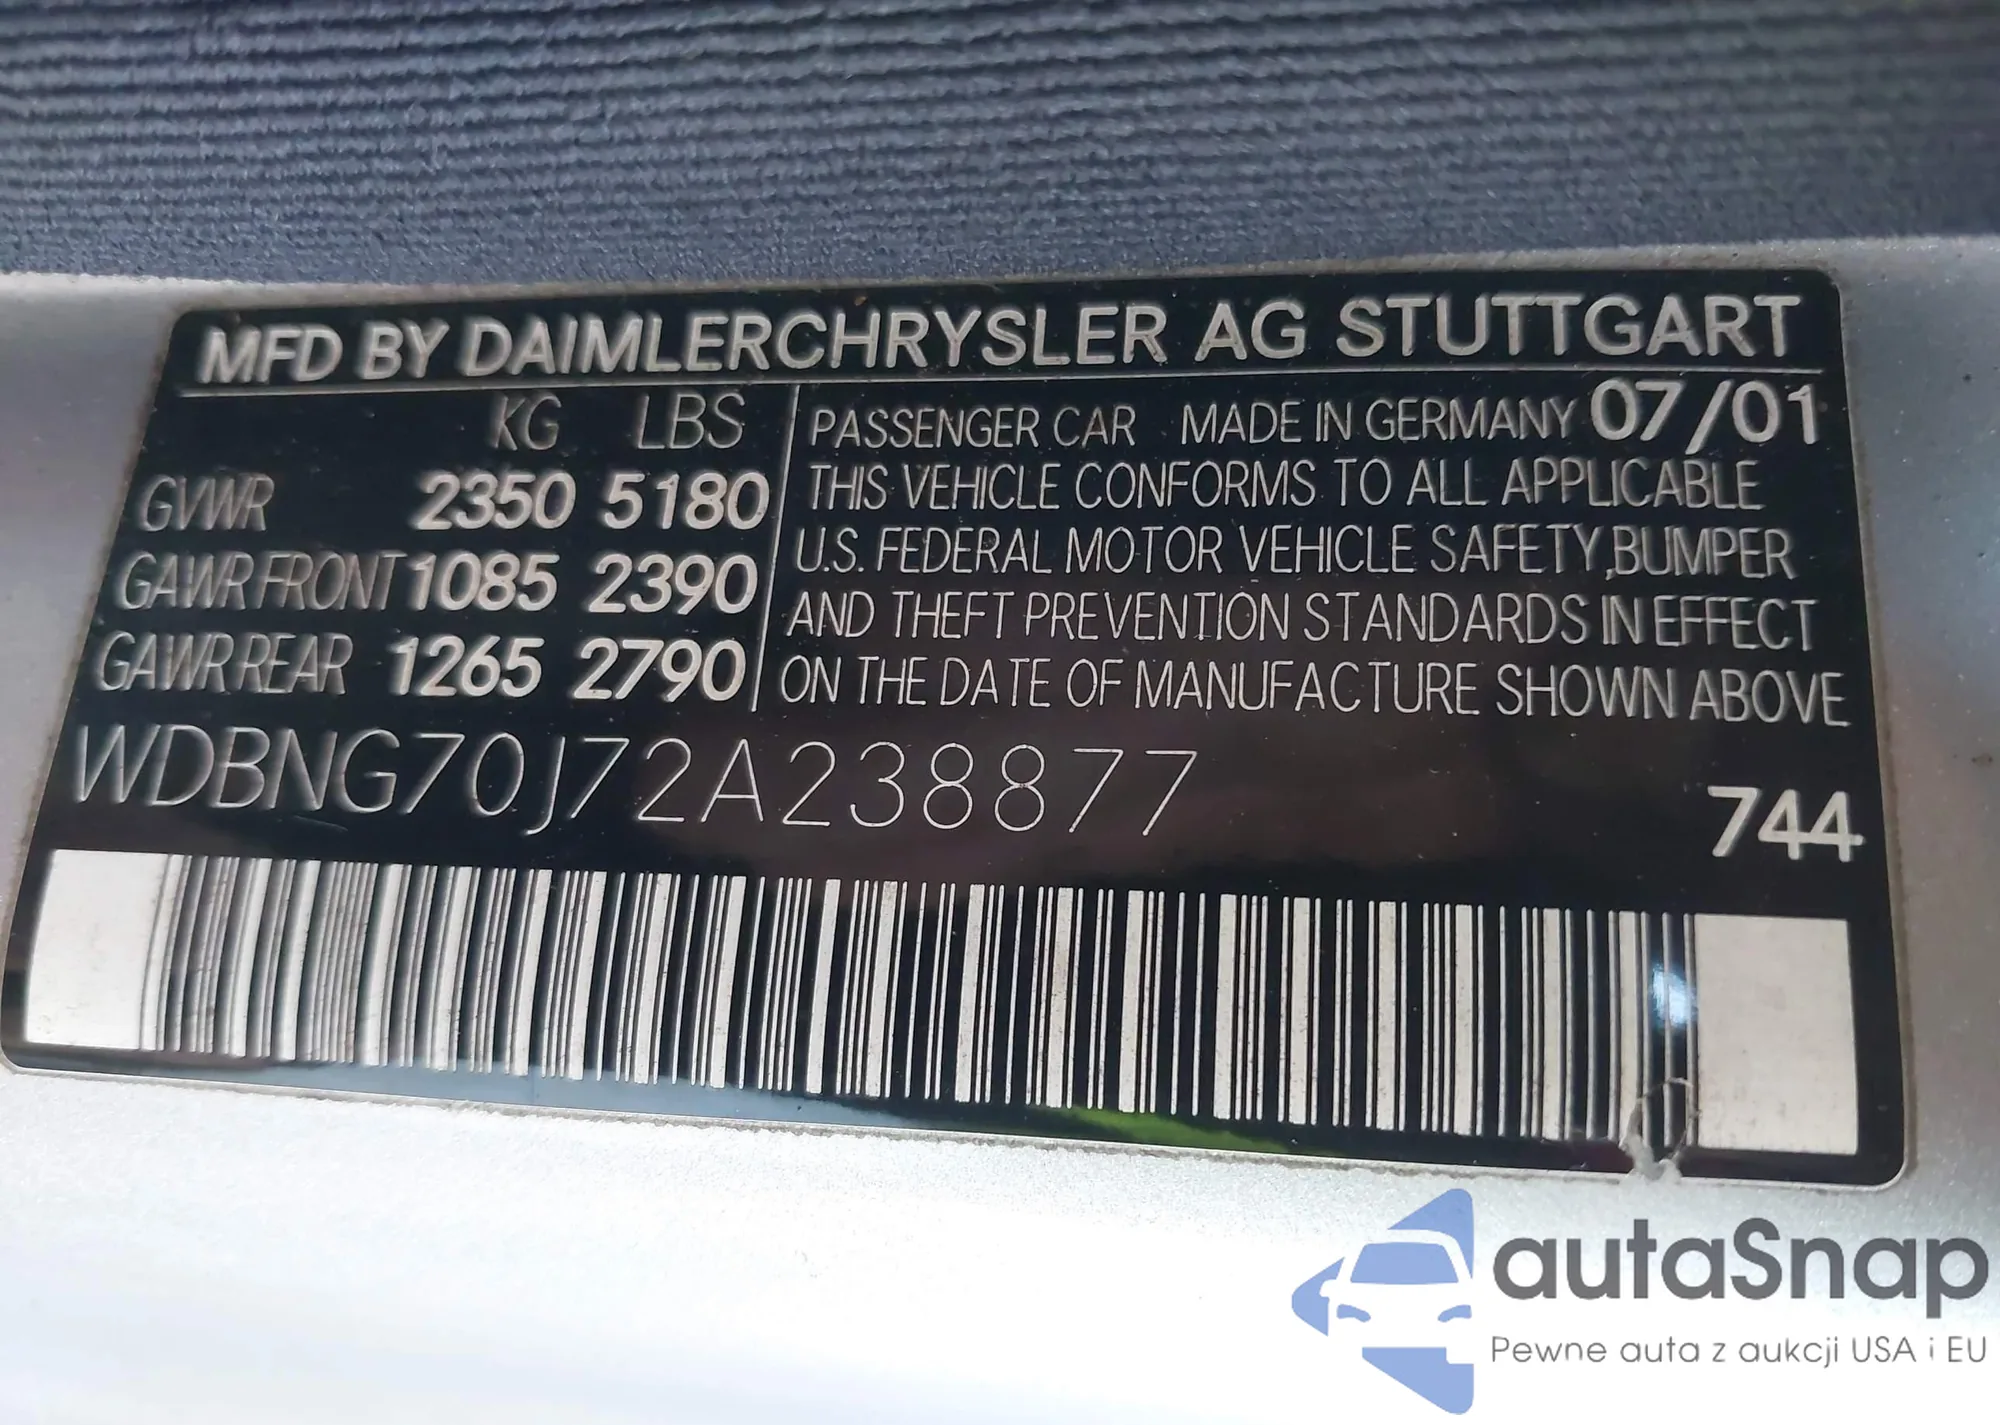 MFD BY DAIMLERCHRYSLER AG STUTTGART
KG LBS
GVWR 2350 5180
GAWR FRONT 1085 2390
GAWR REAR 1265 2790
PASSENGER CAR MADE IN GERMANY 07/01
THIS VEHICLE CONFORMS TO ALL APPLICABLE
U.S. FEDERAL MOTOR VEHICLE SAFETY, BUMPER
AND THEFT PREVENTION STANDARDS IN EFFECT
ON THE DATE OF MANUFACTURE SHOWN ABOVE
WDBNG70J72A238877
744
autaSnap
Pewne auta z aukcji USA i EU